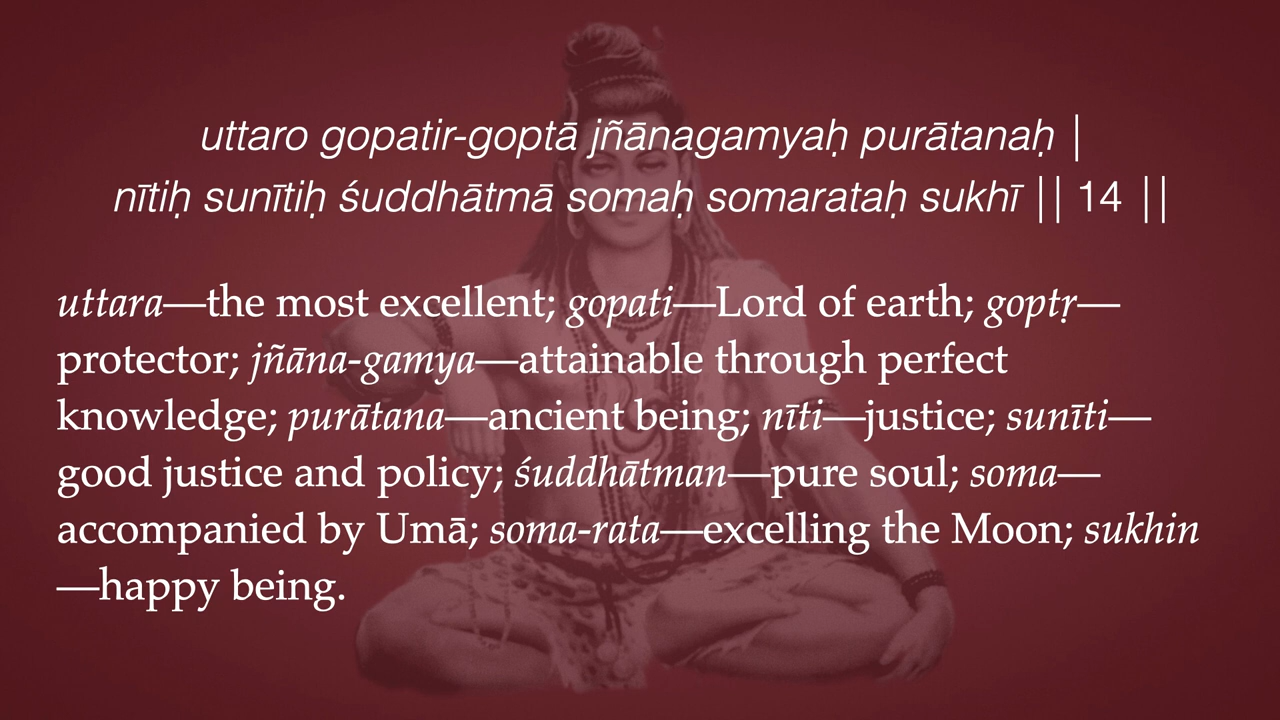 uttaro gopatir-goptā jñānagamyaḥ purātanaḥ |
nītiḥ sunītiḥ śuddhātmā somaḥ somarataḥ sukhī || 14 ||
uttara—the most excellent; gopati—Lord of earth; goptṛ—
protector; jñāna-gamya—attainable through perfect
knowledge; purātana—ancient being; nīti—justice; sunīti—
good justice and policy; śuddhātman—pure soul; soma—
accompanied by Umā; soma-rata—excelling the Moon; sukhin
—happy being.